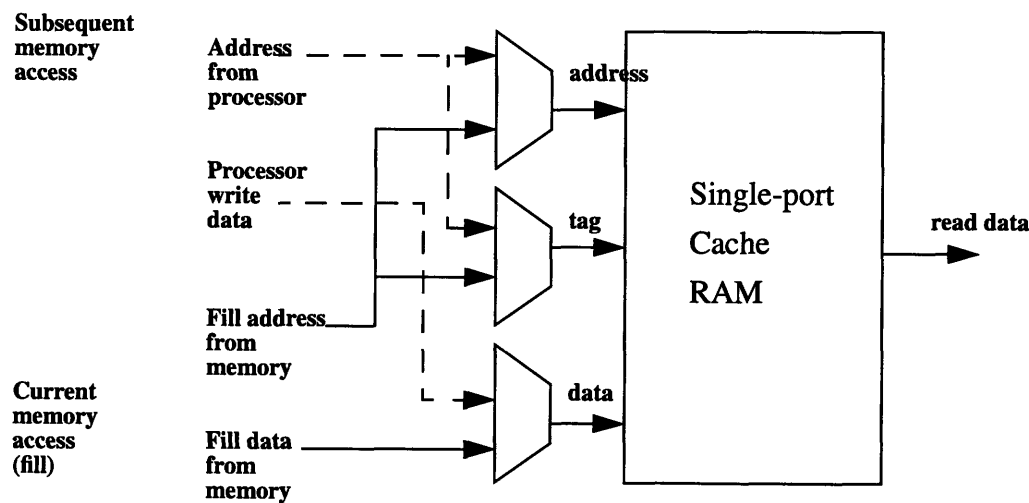 Subsequent
memory
access
Address
from
processor
address
Processor
write
data
tag
Single-port
Cache
RAM
read data
Fill address
from
memory
Current
memory
access
(fill)
Fill data
from
memory
data